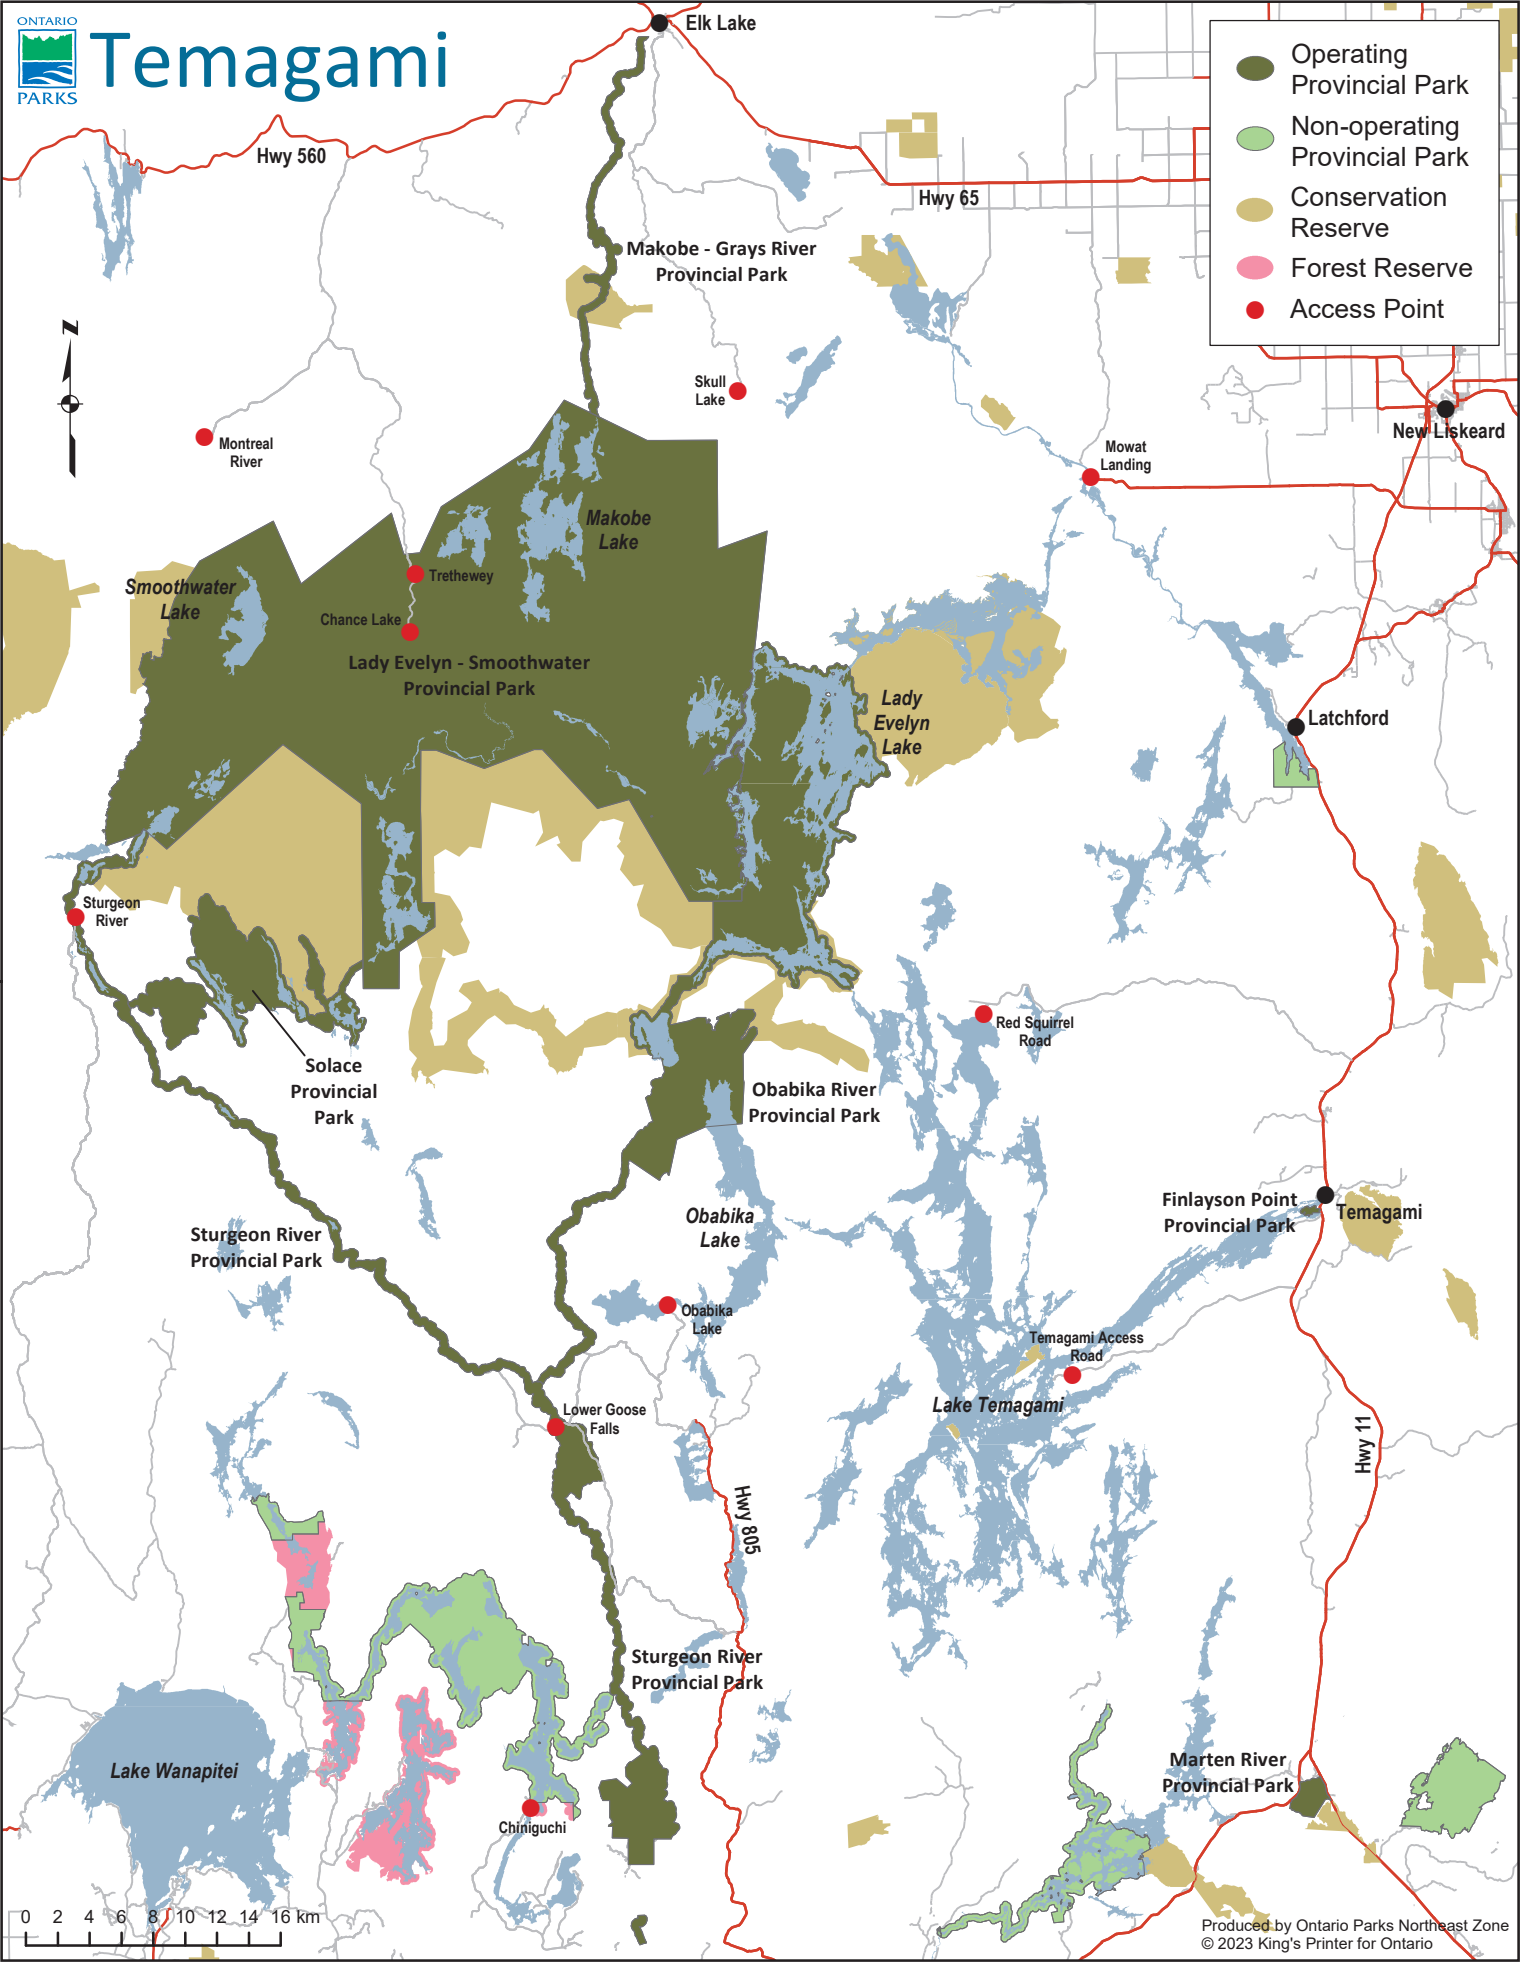 ONTARIO
PARKS
Temagami
Elk Lake
Operating
Provincial Park
Non-operating
Provincial Park
Conservation
Reserve
Forest Reserve
Access Point
Hwy 560
Hwy 65
Makobe - Grays River
Provincial Park
N
Skull
Lake
Montreal
River
New Liskeard
Mowat
Landing
Makobe
Lake
Smoothwater
Lake
Trethewey
Chance Lake
Lady Evelyn - Smoothwater
Provincial Park
Lady
Evelyn
Lake
Latchford
Sturgeon
River
Red Squirrel
Road
Solace
Provincial
Park
Obabika River
Provincial Park
Finlayson Point
Provincial Park
Temagami
Obabika
Lake
Sturgeon River
Provincial Park
Obabika
Lake
Temagami Access
Road
Lake Temagami
Lower Goose
Falls
Hwy 11
Hwy 805
Sturgeon River
Provincial Park
Lake Wanapitei
Marten River
Provincial Park
Chiniguchi
0 2 4 6 8 10 12 14 16 km
Produced by Ontario Parks Northeast Zone
© 2023 King's Printer for Ontario